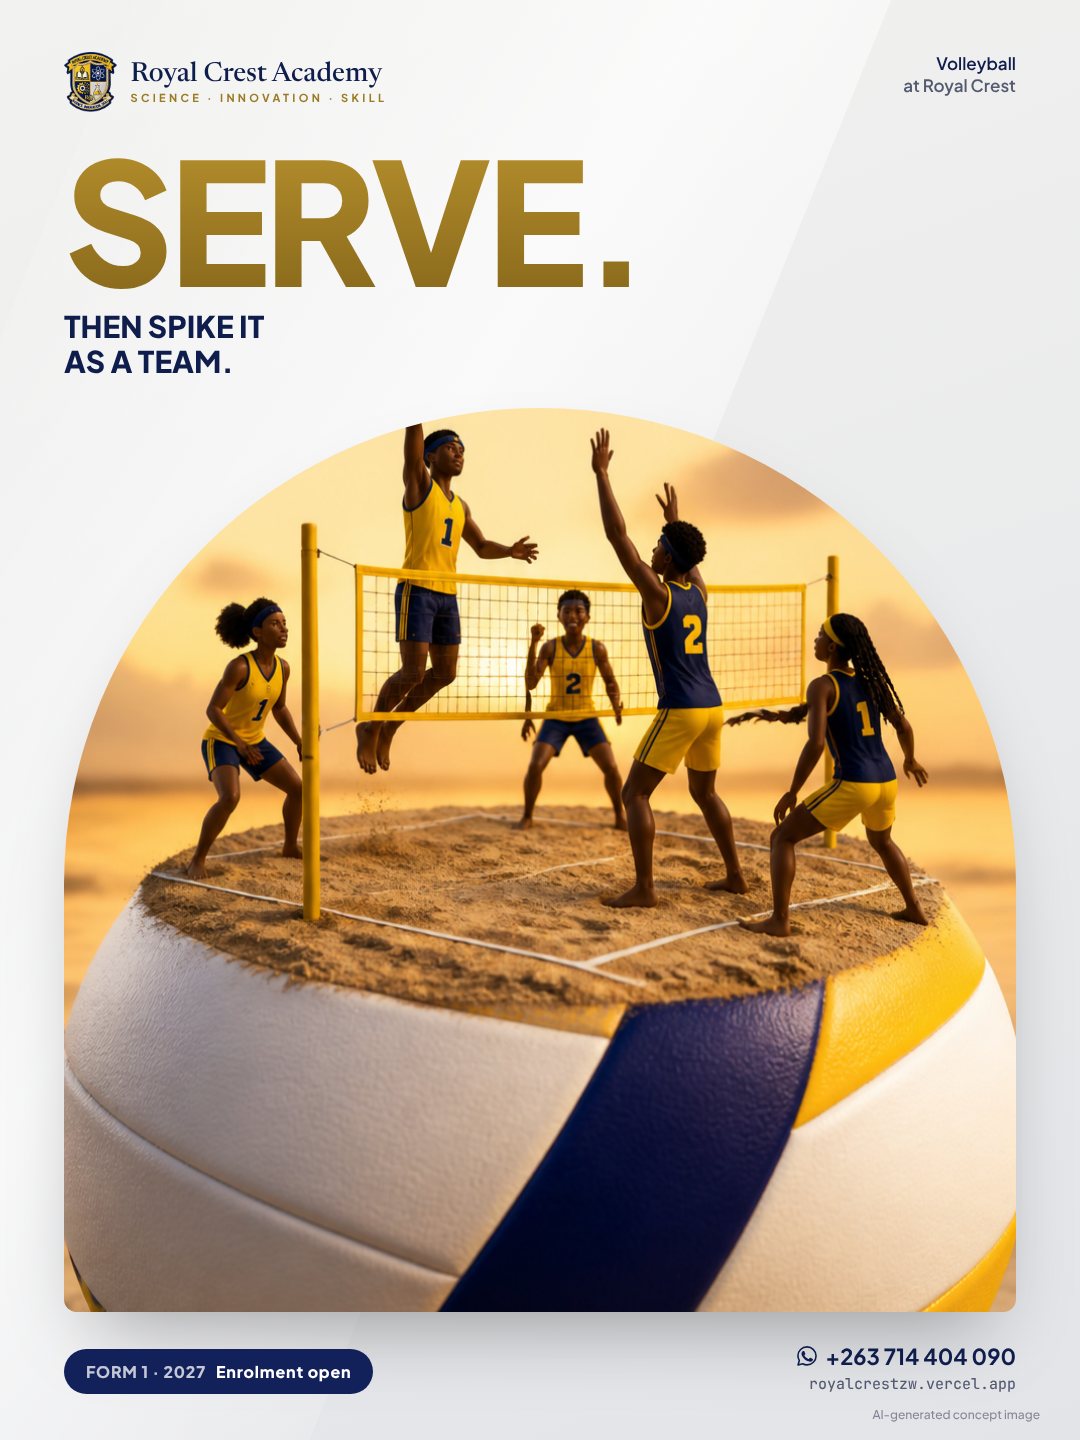 Royal Crest Academy
SCIENCE · INNOVATION · SKILL
Volleyball
at Royal Crest
SERVE.
THEN SPIKE IT
AS A TEAM.
1
2
2
1
1
FORM 1 · 2027 Enrolment open
+263 714 404 090
royalcrestzw.vercel.app
AI-generated concept image